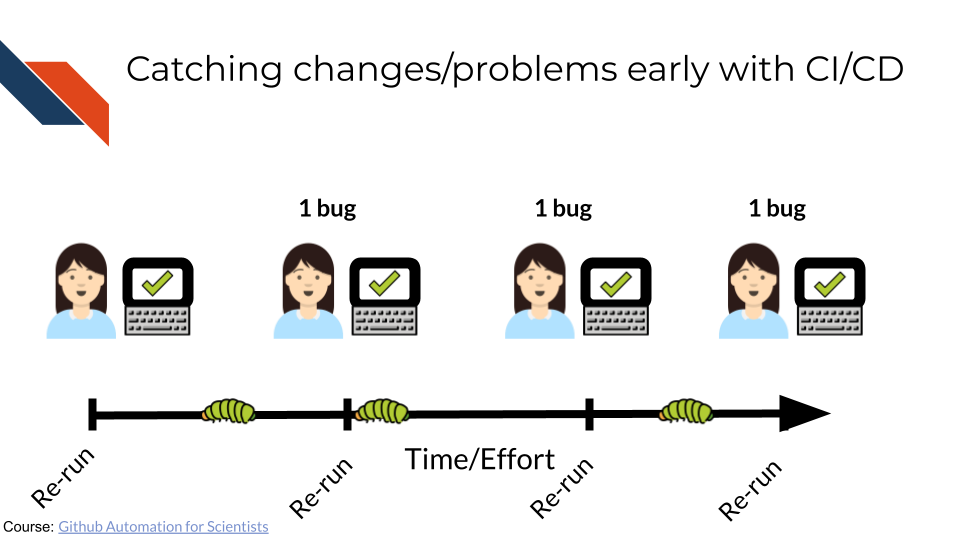 Catching changes/problems early with CI/CD
1 bug
1 bug
1 bug
Time/Effort
Re-run
Re-run
Re-run
Re-run
Course: Github Automation for Scientists